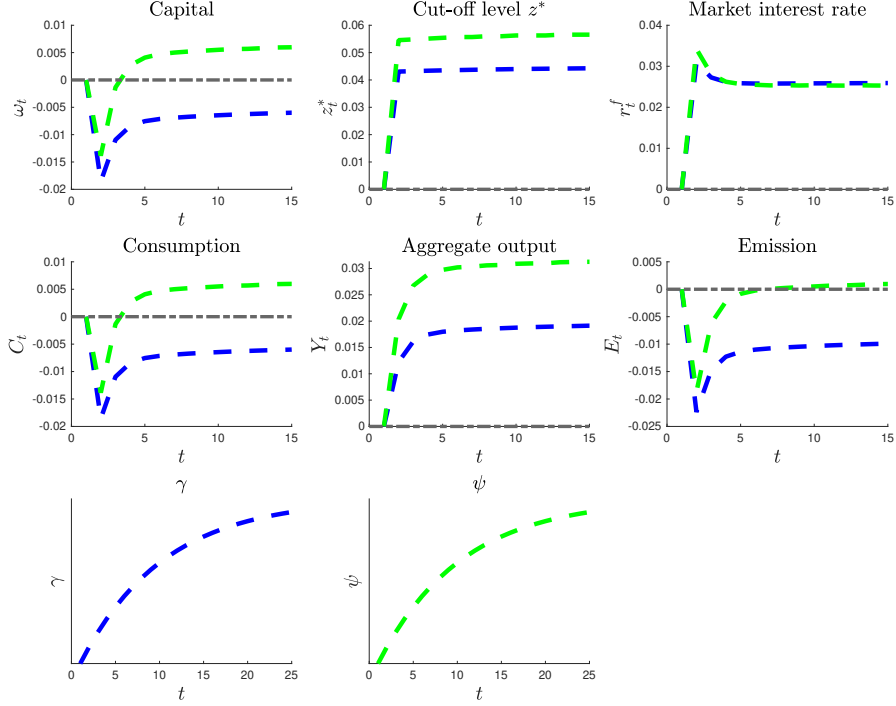 Capital
0.01
0.005
0
-0.005
-0.01
-0.015
-0.02
ω_t
0 5 10 15
t
Cut-off level z*
0.06
0.05
0.04
0.03
0.02
0.01
0
z_t^*
0 5 10 15
t
Market interest rate
0.04
0.03
0.02
0.01
0
r_t^f
0 5 10 15
t
Consumption
0.01
0.005
0
-0.005
-0.01
-0.015
-0.02
C_t
0 5 10 15
t
Aggregate output
0.03
0.025
0.02
0.015
0.01
0.005
0
Y_t
0 5 10 15
t
Emission
0.005
0
-0.005
-0.01
-0.015
-0.02
-0.025
E_t
0 5 10 15
t
γ
γ
0 5 10 15 20 25
t
ψ
ψ
0 5 10 15 20 25
t